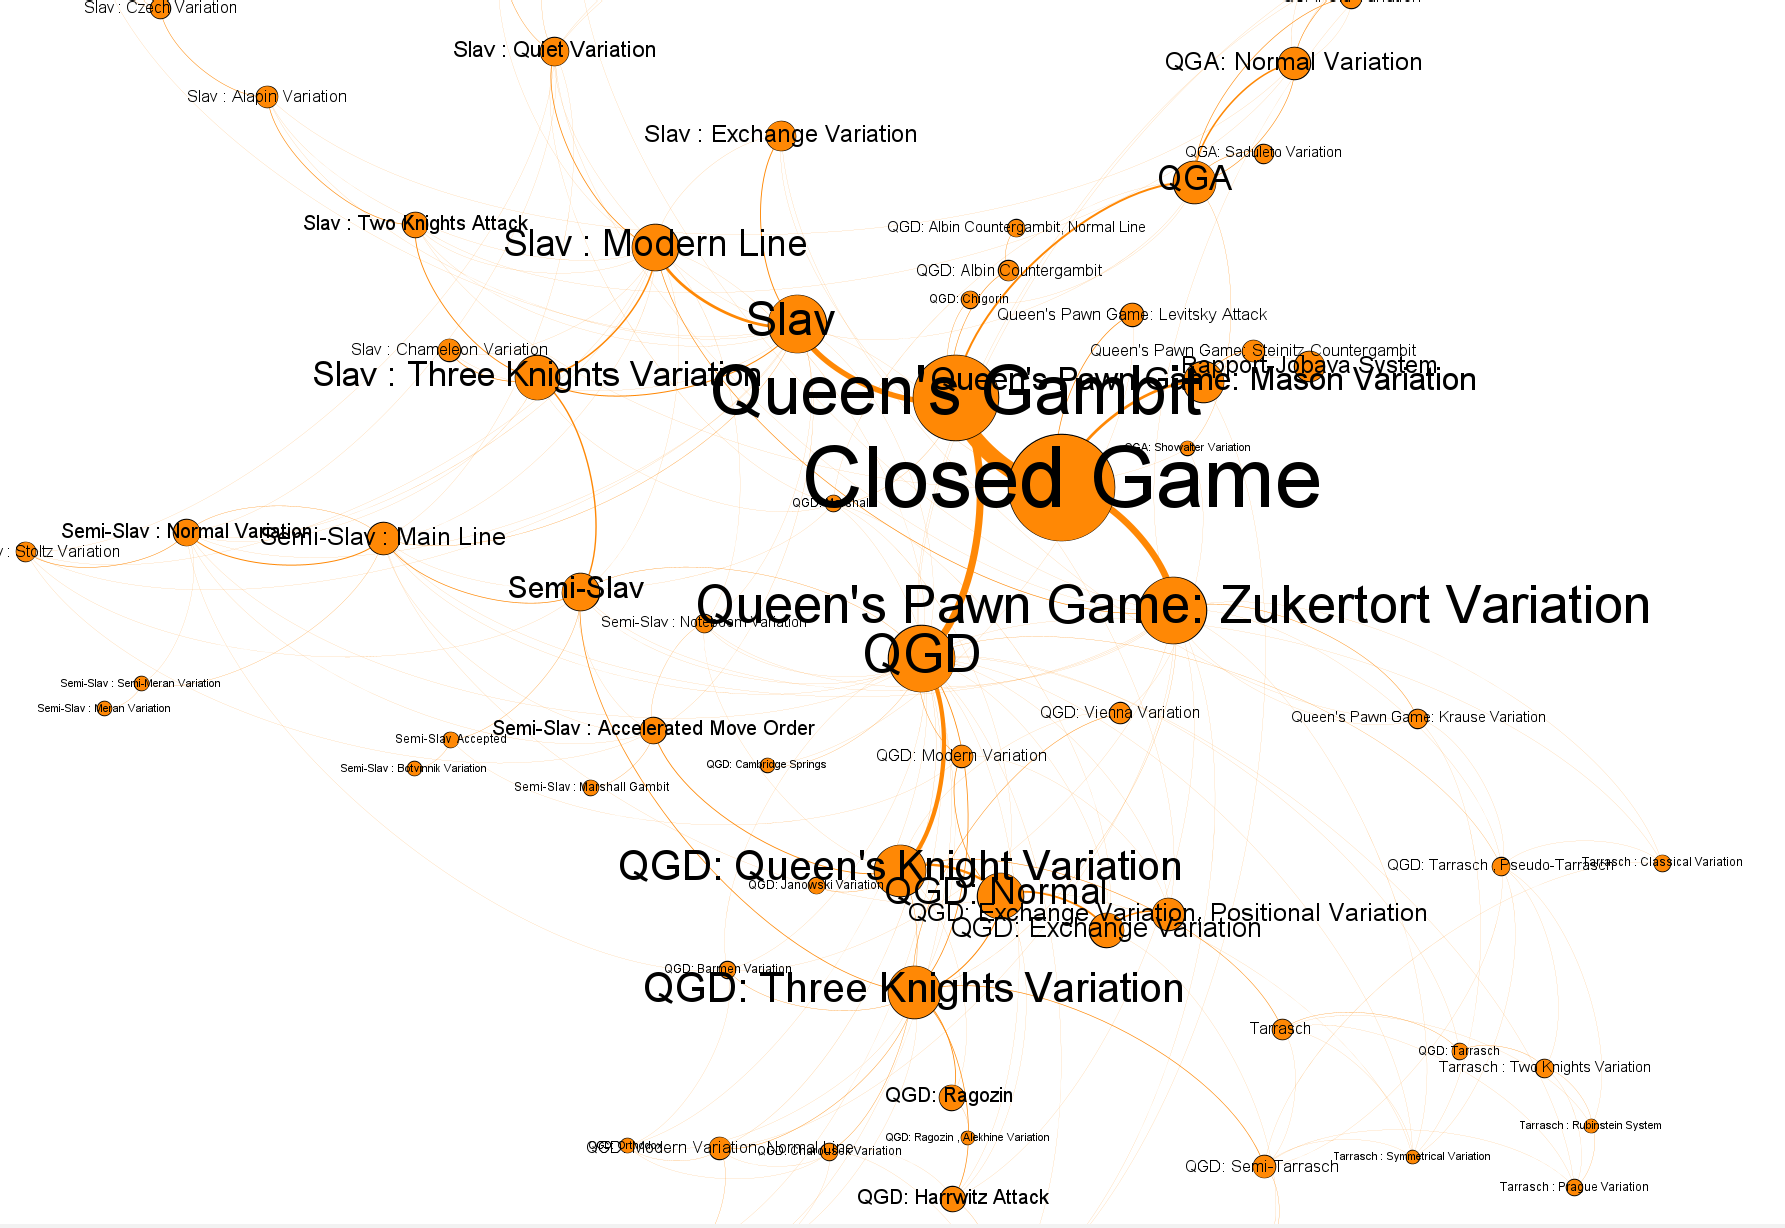 Slav : Czech Variation
Slav : Quiet Variation
QGA: Normal Variation
Slav : Alapin Variation
Slav : Exchange Variation
QGA: Saduleto Variation
QGA
Slav : Two Knights Attack
QGD: Albin Countergambit, Normal Line
Slav : Modern Line
QGD: Albin Countergambit
QGD: Chigorin
Queen's Pawn Game: Levitsky Attack
Slav
Slav : Chameleon Variation
Queen's Pawn Game: Steinitz Countergambit
Rapport-Jobava System
Slav : Three Knights Variation
Queen's Pawn Game: Mason Variation
Queen's Gambit
QGA: Showalter Variation
Closed Game
QGD: Marshall
Semi-Slav : Normal Variation
Semi-Slav : Main Line
: Stoltz Variation
Semi-Slav
Queen's Pawn Game: Zukertort Variation
Semi-Slav : Noteboom Variation
QGD
Semi-Slav : Semi-Meran Variation
Semi-Slav : Meran Variation
QGD: Vienna Variation
Queen's Pawn Game: Krause Variation
Semi-Slav : Accelerated Move Order
Semi-Slav Accepted
QGD: Modern Variation
QGD: Cambridge Springs
Semi-Slav : Botvinnik Variation
Semi-Slav : Marshall Gambit
QGD: Queen's Knight Variation
QGD: Tarrasch , Pseudo-Tarrasch
Tarrasch : Classical Variation
QGD: Janowski Variation
QGD: Normal
QGD: Exchange Variation, Positional Variation
QGD: Exchange Variation
QGD: Barmen Variation
QGD: Three Knights Variation
Tarrasch
QGD: Tarrasch
Tarrasch : Two Knights Variation
QGD: Ragozin
Tarrasch : Rubinstein System
QGD: Ragozin , Alekhine Variation
QGD: Orthodox
QGD: Modern Variation, Normal Line
QGD: Charousek Variation
Tarrasch : Symmetrical Variation
QGD: Semi-Tarrasch
Tarrasch : Prague Variation
QGD: Harrwitz Attack